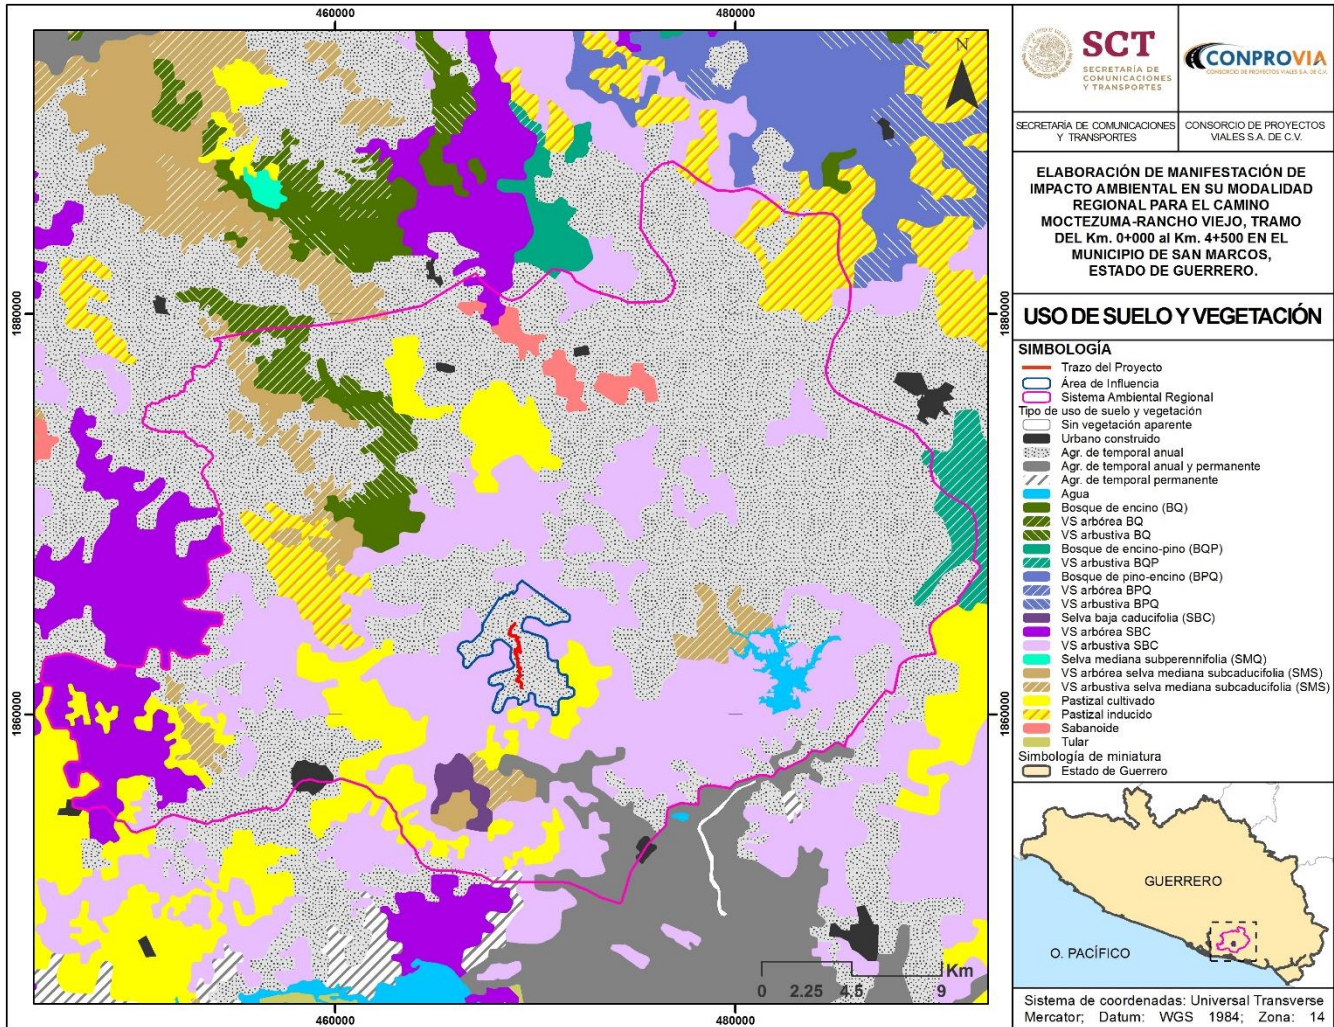 460000
480000
N
1880000
1880000
1860000
1860000
Km
0
2.25
4.5
9
460000
480000
SCT
SECRETARÍA DE
COMUNICACIONES
Y TRANSPORTES
CONPROVIA
CONSORCIO DE PROYECTOS VIALES S.A. DE C.V.
SECRETARÍA DE COMUNICACIONES
Y TRANSPORTES
CONSORCIO DE PROYECTOS
VIALES S.A. DE C.V.
ELABORACIÓN DE MANIFESTACIÓN DE
IMPACTO AMBIENTAL EN SU MODALIDAD
REGIONAL PARA EL CAMINO
MOCTEZUMA-RANCHO VIEJO, TRAMO
DEL Km. 0+000 al Km. 4+500 EN EL
MUNICIPIO DE SAN MARCOS,
ESTADO DE GUERRERO.
USO DE SUELO Y VEGETACIÓN
SIMBOLOGÍA
Trazo del Proyecto
Área de Influencia
Sistema Ambiental Regional
Tipo de uso de suelo y vegetación
Sin vegetación aparente
Urbano construido
Agr. de temporal anual
Agr. de temporal anual y permanente
Agr. de temporal permanente
Agua
Bosque de encino (BQ)
VS arbórea BQ
VS arbustiva BQ
Bosque de encino-pino (BQP)
VS arbustiva BQP
Bosque de pino-encino (BPQ)
VS arbórea BPQ
VS arbustiva BPQ
Selva baja caducifolia (SBC)
VS arbórea SBC
VS arbustiva SBC
Selva mediana subperennifolia (SMQ)
VS arbórea selva mediana subcaducifolia (SMS)
VS arbustiva selva mediana subcaducifolia (SMS)
Pastizal cultivado
Pastizal inducido
Sabanoide
Tular
Simbología de miniatura
Estado de Guerrero
GUERRERO
O. PACÍFICO
Sistema de coordenadas: Universal Transverse
Mercator; Datum: WGS 1984; Zona: 14